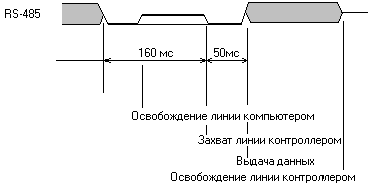 RS-485
160 мс
50мс
Освобождение линии компьютером
Захват линии контроллером
Выдача данных
Освобождение линии контроллером